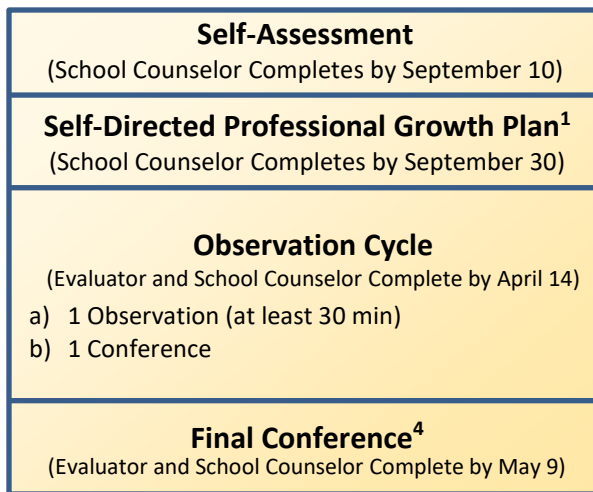 Self-Assessment
(School Counselor Completes by September 10)
Self-Directed Professional Growth Plan¹
(School Counselor Completes by September 30)
Observation Cycle
(Evaluator and School Counselor Complete by April 14)
a) 1 Observation (at least 30 min)
b) 1 Conference
Final Conference⁴
(Evaluator and School Counselor Complete by May 9)